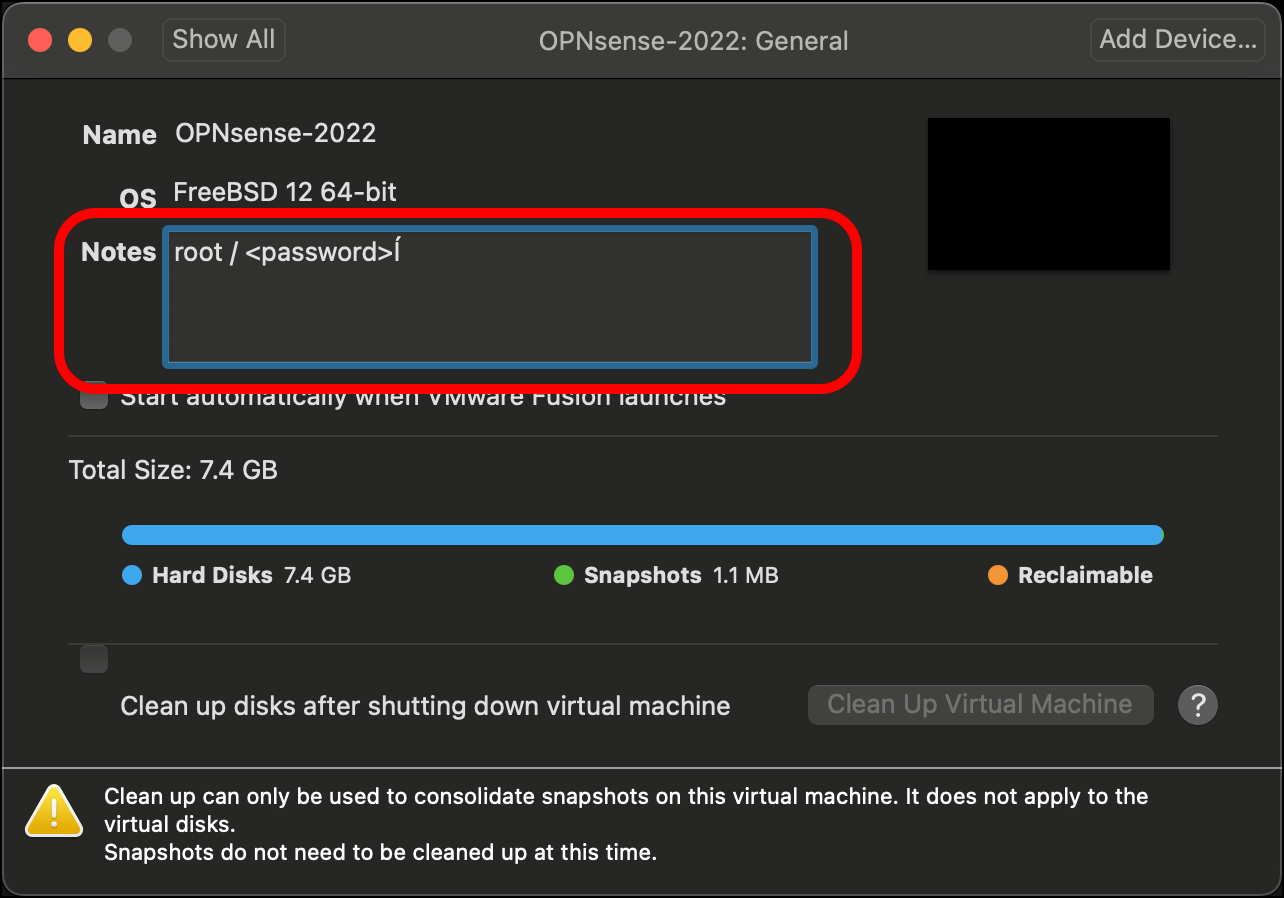 Show All
OPNsense-2022: General
Add Device...
Name OPNsense-2022
OS FreeBSD 12 64-bit
Notes root / <password>Í
Start automatically when VMware Fusion launches
Total Size: 7.4 GB
Hard Disks 7.4 GB
Snapshots 1.1 MB
Reclaimable
Clean up disks after shutting down virtual machine
Clean Up Virtual Machine
?
Clean up can only be used to consolidate snapshots on this virtual machine. It does not apply to the
virtual disks.
Snapshots do not need to be cleaned up at this time.